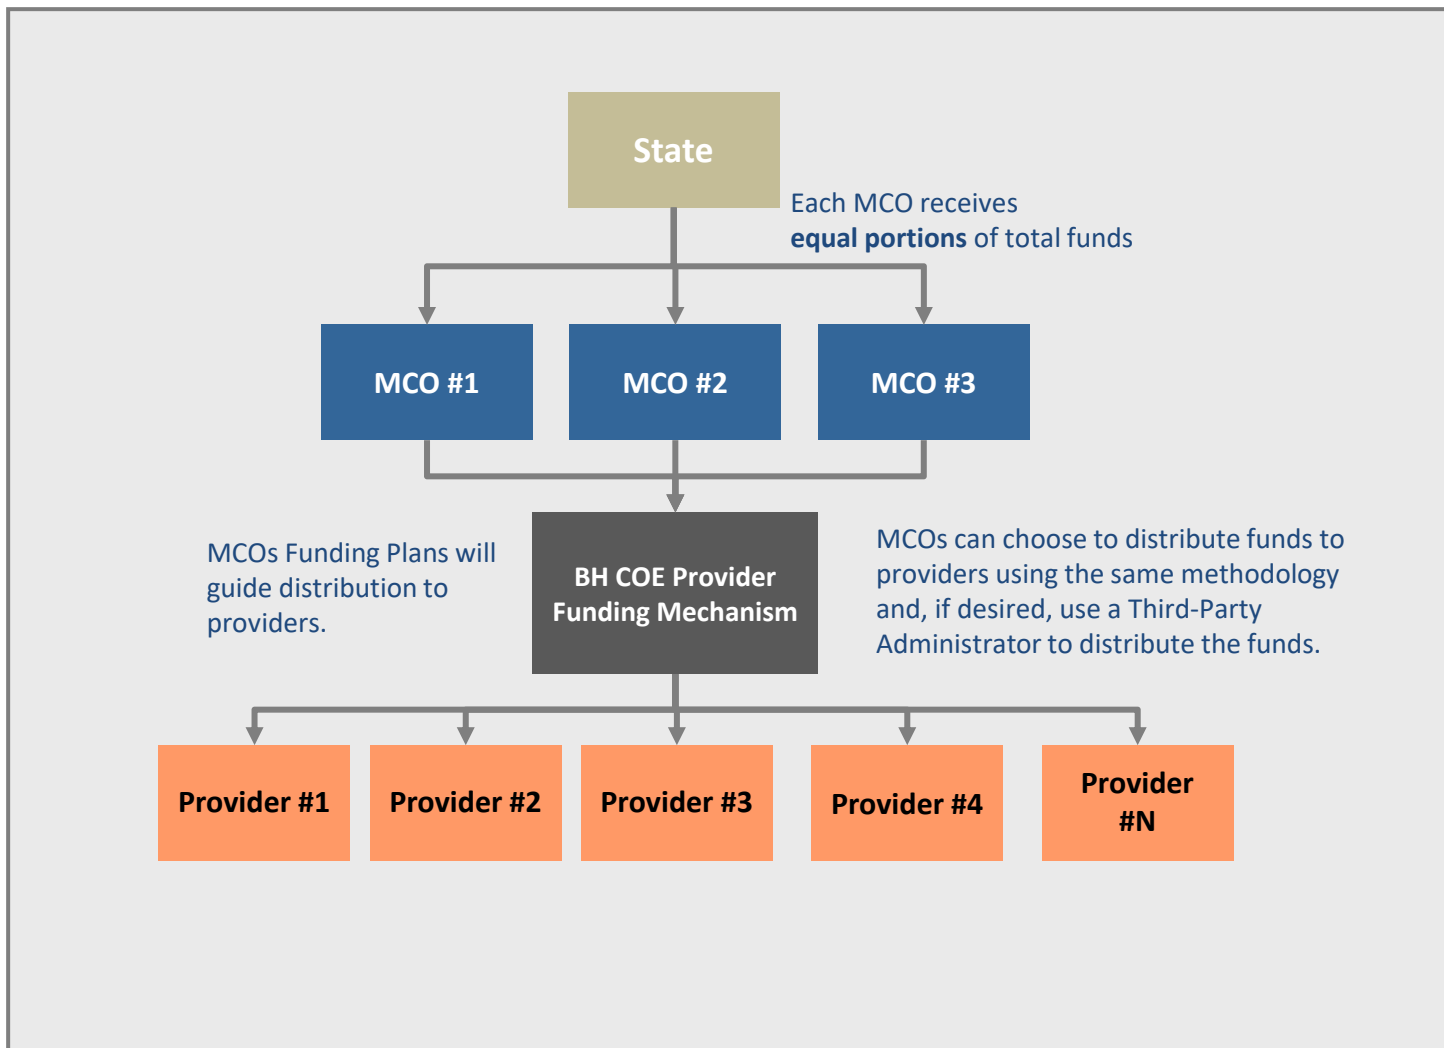 State
Each MCO receives
equal portions of total funds
MCO #1
MCO #2
MCO #3
MCOs Funding Plans will
guide distribution to
providers.
BH COE Provider
Funding Mechanism
MCOs can choose to distribute funds to
providers using the same methodology
and, if desired, use a Third-Party
Administrator to distribute the funds.
Provider #1
Provider #2
Provider #3
Provider #4
Provider
#N